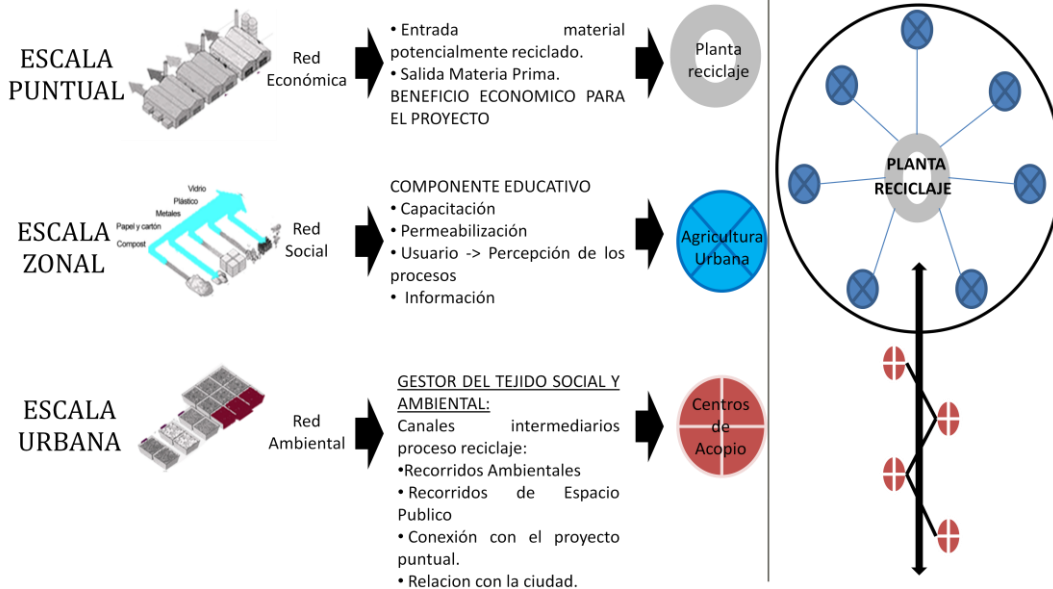 ESCALA
PUNTUAL
Red
Económica
• Entrada material
potencialmente reciclado.
• Salida Materia Prima.
BENEFICIO ECONOMICO PARA
EL PROYECTO
Planta
reciclaje
ESCALA
ZONAL
Vidrio
Plástico
Metales
Papel y cartón
Compost
Red
Social
COMPONENTE EDUCATIVO
• Capacitación
• Permeabilización
• Usuario -> Percepción de los
procesos
• Información
Agricultura
Urbana
ESCALA
URBANA
Red
Ambiental
GESTOR DEL TEJIDO SOCIAL Y
AMBIENTAL:
Canales intermediarios
proceso reciclaje:
•Recorridos Ambientales
• Recorridos de Espacio
Publico
• Conexión con el proyecto
puntual.
• Relacion con la ciudad.
Centros
de
Acopio
PLANTA
RECICLAJE